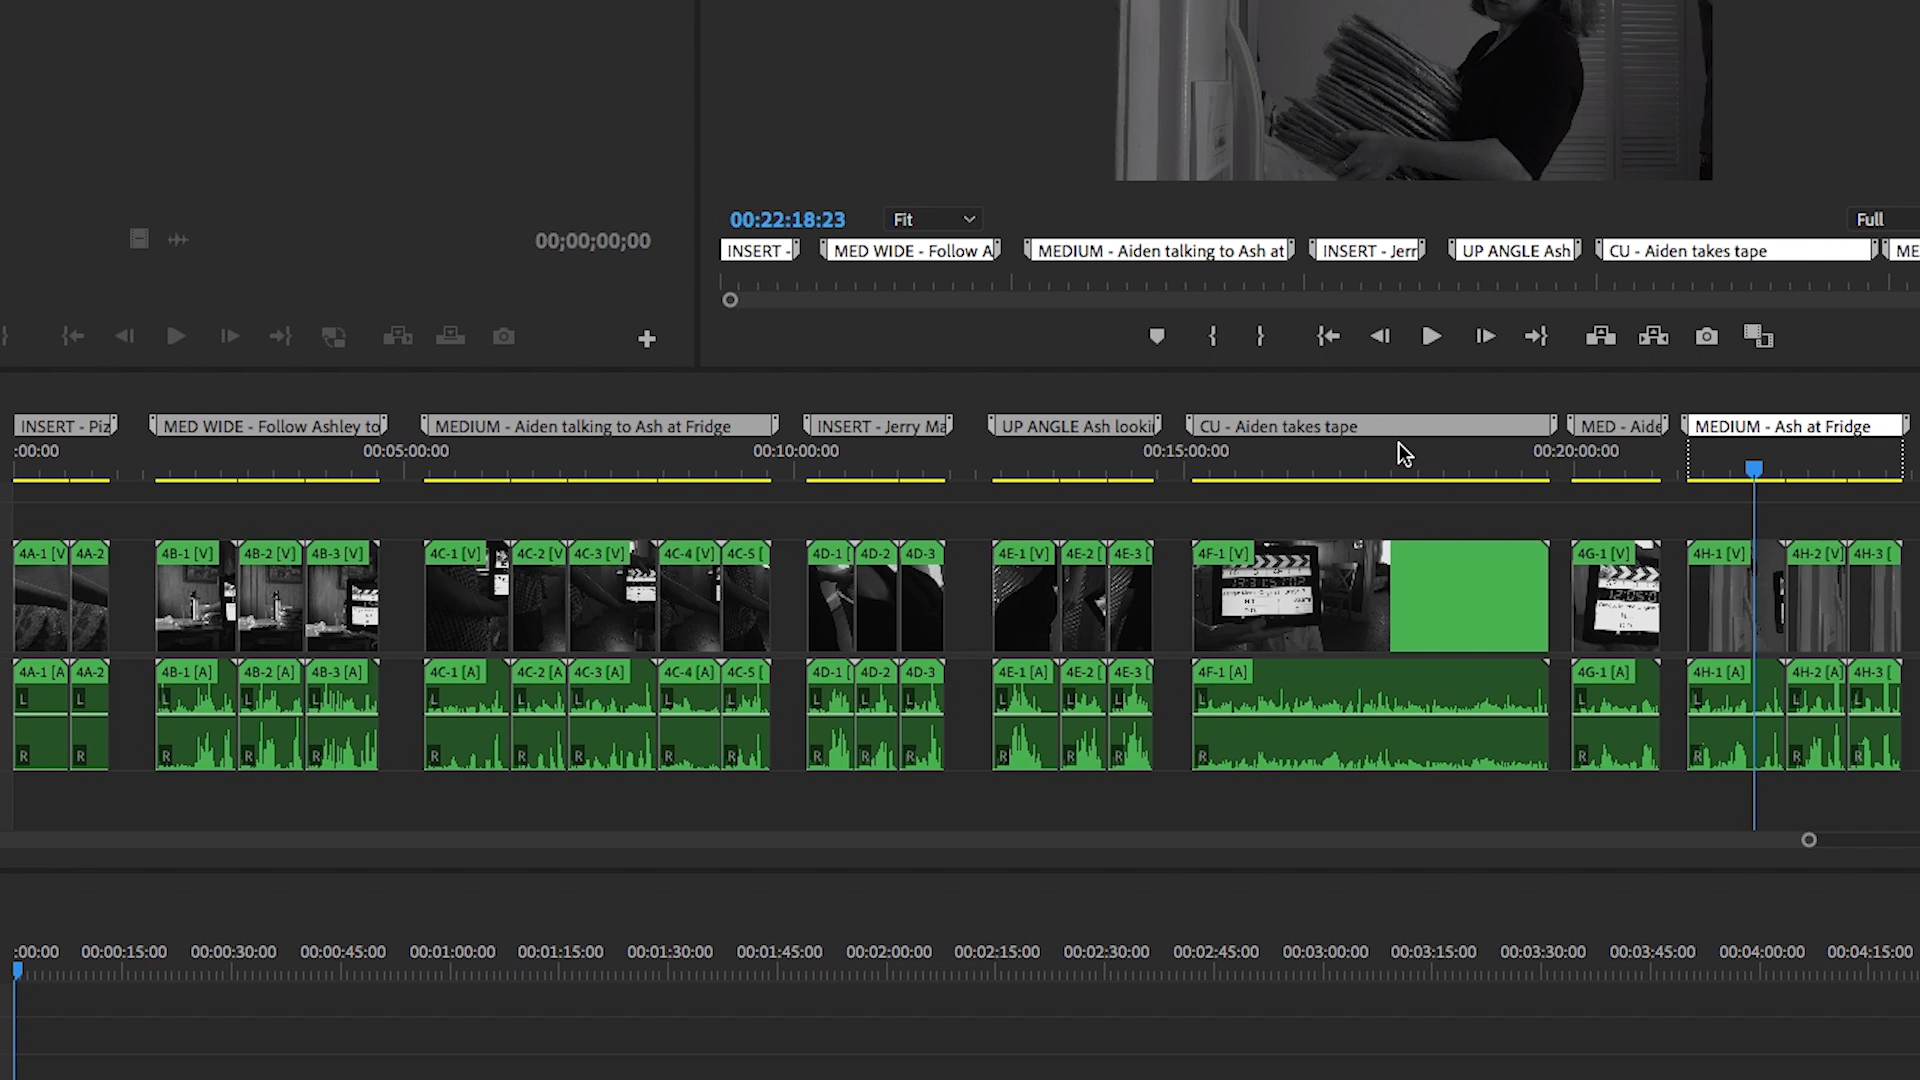 00:22:18:23 Fit Full
00;00;00;00
INSERT - MED WIDE - Follow A MEDIUM - Aiden talking to Ash at INSERT - Jerr UP ANGLE Ash CU - Aiden takes tape ME
INSERT - Piz MED WIDE - Follow Ashley to MEDIUM - Aiden talking to Ash at Fridge INSERT - Jerry Ma UP ANGLE Ash looki CU - Aiden takes tape MED - Aide MEDIUM - Ash at Fridge
:00:00 00:05:00:00 00:10:00:00 00:15:00:00 00:20:00:00
4A-1 [V 4A-2 4B-1 [V] 4B-2 [V] 4B-3 [V] 4C-1 [V] 4C-2 [V 4C-3 [V] 4C-4 [V] 4C-5 [ 4D-1 [ 4D-2 4D-3 4E-1 [V] 4E-2 [ 4E-3 [ 4F-1 [V] 4G-1 [V] 4H-1 [V] 4H-2 [V] 4H-3 [
4A-1 [A 4A-2 4B-1 [A] 4B-2 [A] 4B-3 [A] 4C-1 [A] 4C-2 [A 4C-3 [A] 4C-4 [A] 4C-5 [ 4D-1 [ 4D-2 4D-3 4E-1 [A] 4E-2 [ 4E-3 [ 4F-1 [A] 4G-1 [A] 4H-1 [A] 4H-2 [A] 4H-3 [
L L L L L L L L L L L L L L L L L L L L L
R R R R R R R R R R R R R R R R R R R R R
:00:00 00:00:15:00 00:00:30:00 00:00:45:00 00:01:00:00 00:01:15:00 00:01:30:00 00:01:45:00 00:02:00:00 00:02:15:00 00:02:30:00 00:02:45:00 00:03:00:00 00:03:15:00 00:03:30:00 00:03:45:00 00:04:00:00 00:04:15:00